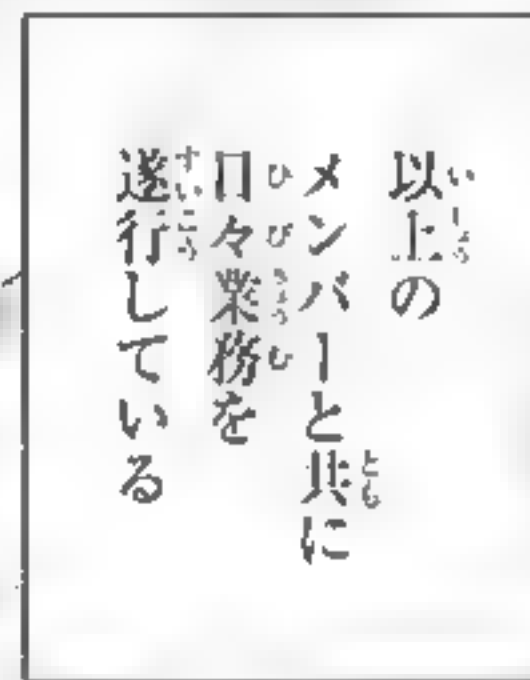 以上の
メンバーと共に
日々業務を
遂行している